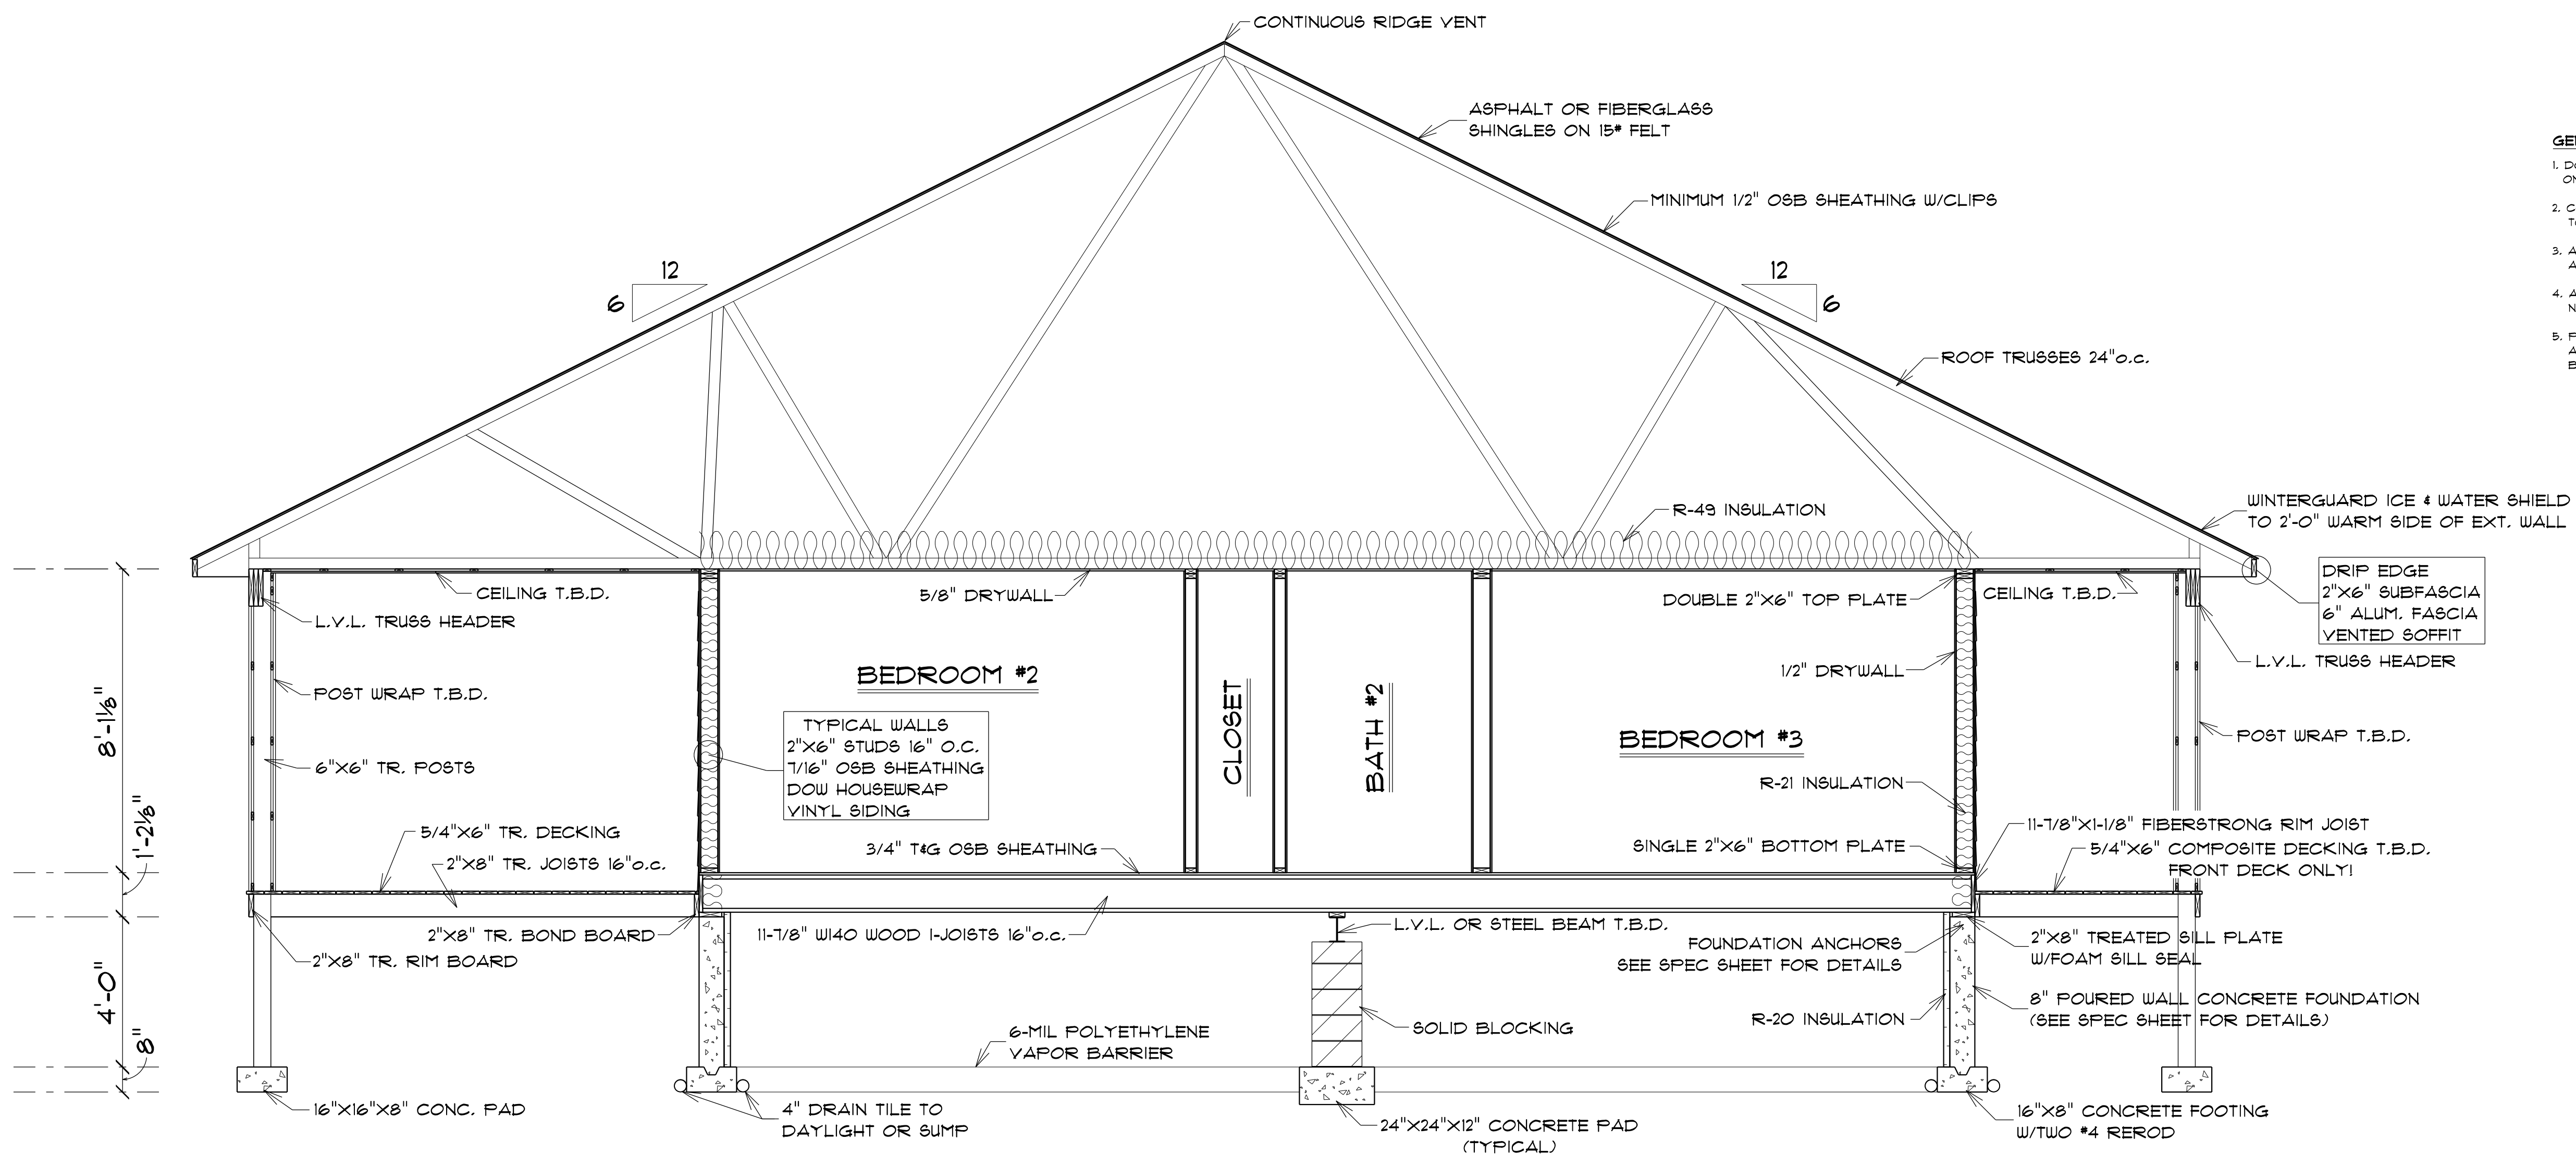 CONTINUOUS RIDGE VENT
ASPHALT OR FIBERGLASS
SHINGLES ON 15# FELT
MINIMUM 1/2" OSB SHEATHING W/CLIPS
12
6
12
6
ROOF TRUSSES 24"o.c.
R-49 INSULATION
WINTERGUARD ICE & WATER SHIELD
TO 2'-0" WARM SIDE OF EXT. WALL
DRIP EDGE
2"X6" SUBFASCIA
6" ALUM. FASCIA
VENTED SOFFIT
CEILING T.B.D.
L.V.L. TRUSS HEADER
5/8" DRYWALL
DOUBLE 2"X6" TOP PLATE
CEILING T.B.D.
L.V.L. TRUSS HEADER
POST WRAP T.B.D.
6"X6" TR. POSTS
BEDROOM #2
TYPICAL WALLS
2"X6" STUDS 16" O.C.
7/16" OSB SHEATHING
DOW HOUSEWRAP
VINYL SIDING
CLOSET
BATH #2
1/2" DRYWALL
BEDROOM #3
POST WRAP T.B.D.
R-21 INSULATION
8'-1 1/8"
1'-2 1/8"
4'-0"
8"
5/4"X6" TR. DECKING
2"X8" TR. JOISTS 16"o.c.
3/4" T&G OSB SHEATHING
SINGLE 2"X6" BOTTOM PLATE
11-7/8"X1-1/8" FIBERSTRONG RIM JOIST
5/4"X6" COMPOSITE DECKING T.B.D.
FRONT DECK ONLY!
2"X8" TR. BOND BOARD
2"X8" TR. RIM BOARD
11-7/8" WI40 WOOD I-JOISTS 16"o.c.
L.V.L. OR STEEL BEAM T.B.D.
FOUNDATION ANCHORS
SEE SPEC SHEET FOR DETAILS
2"X8" TREATED SILL PLATE
W/FOAM SILL SEAL
8" POURED WALL CONCRETE FOUNDATION
(SEE SPEC SHEET FOR DETAILS)
R-20 INSULATION
SOLID BLOCKING
6-MIL POLYETHYLENE
VAPOR BARRIER
16"X16"X8" CONC. PAD
4" DRAIN TILE TO
DAYLIGHT OR SUMP
24"X24"X12" CONCRETE PAD
(TYPICAL)
16"X8" CONCRETE FOOTING
W/TWO #4 REROD
1.
2.
3.
4.
5.